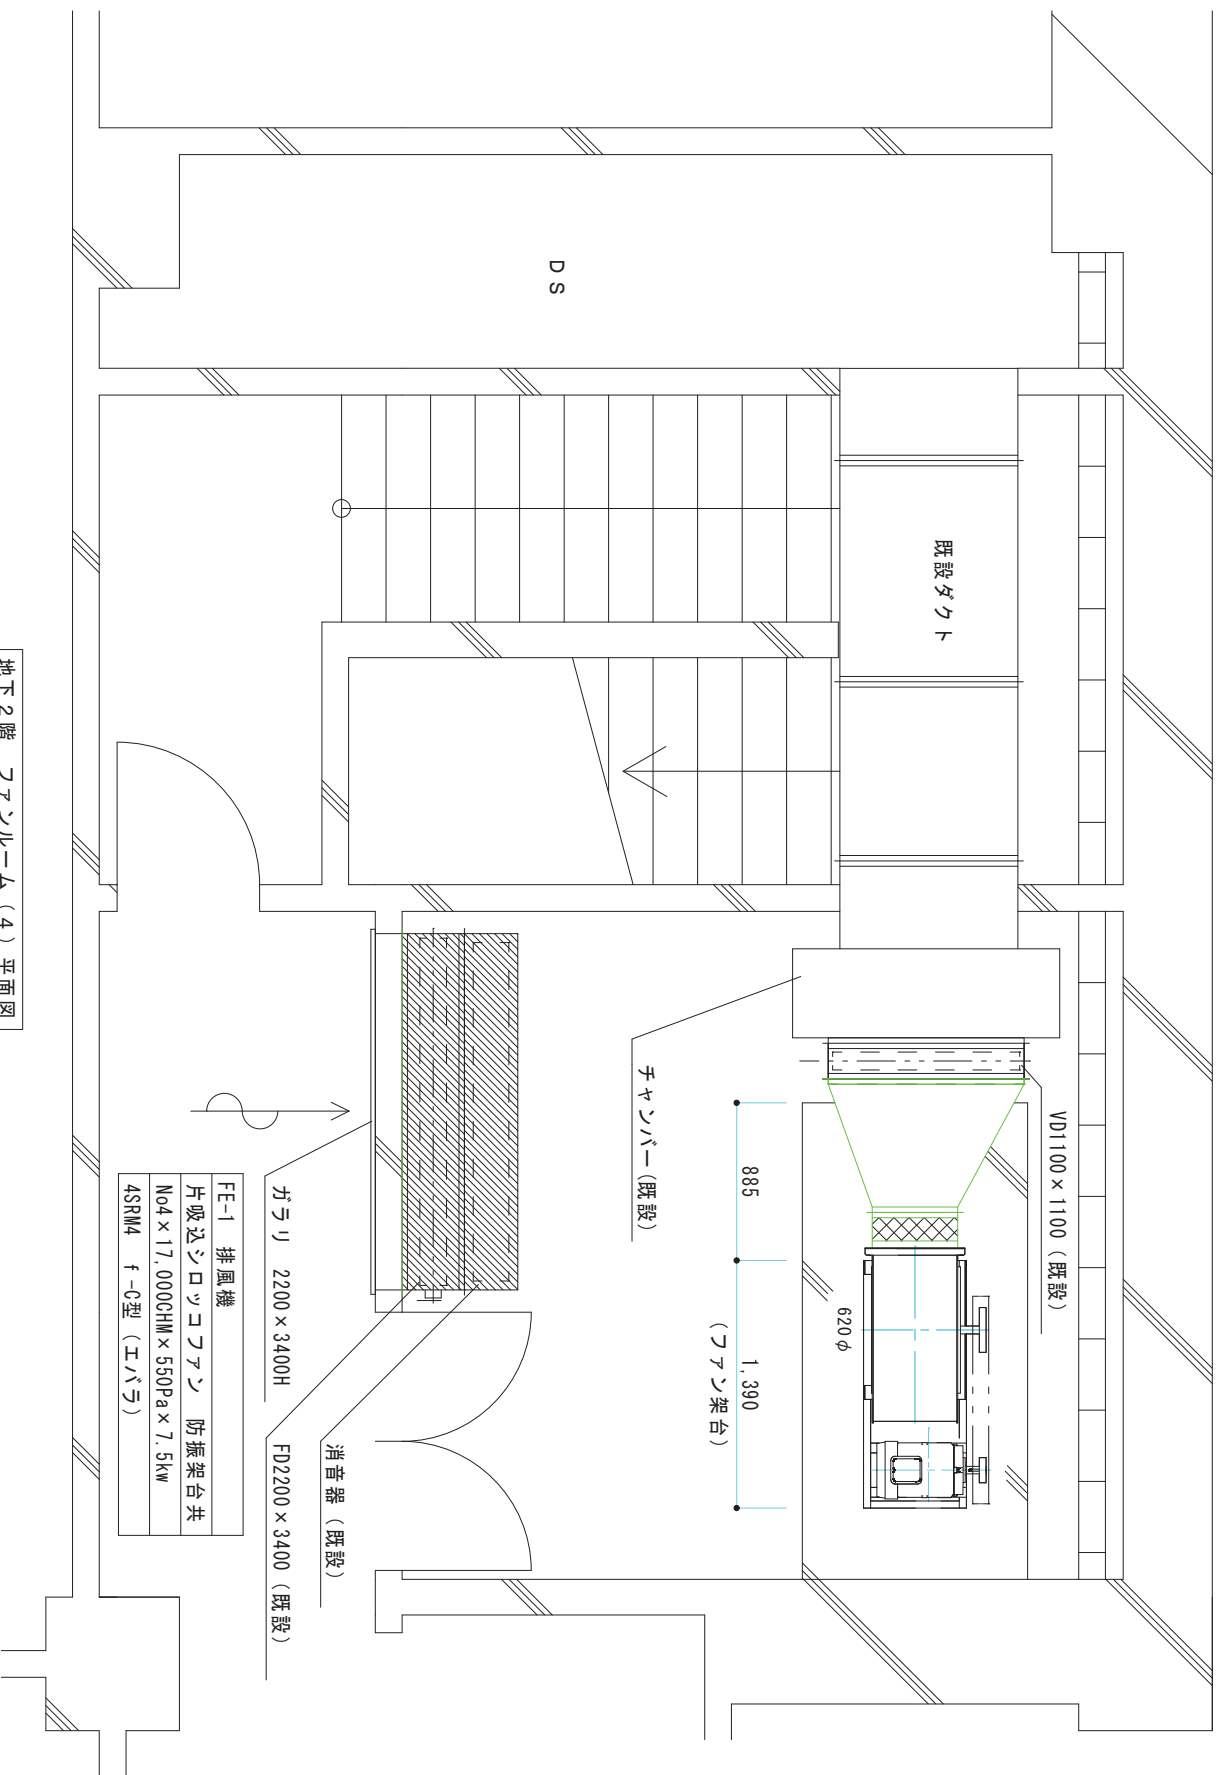 DS
既設ダクト
VD1100×1100（既設）
チャンバー（既設）
885
1,390
（ファン架台）
620φ
ガラリ 2200×3400H
消音器（既設）
FD2200×3400（既設）
FE-1 排風機
片吸込シロッコファン 防振架台共
No4×17,000CHM×550Pa×7.5kw
4SRM4 f-C型（エバラ）
地下２階 ファンルーム（４）平面図